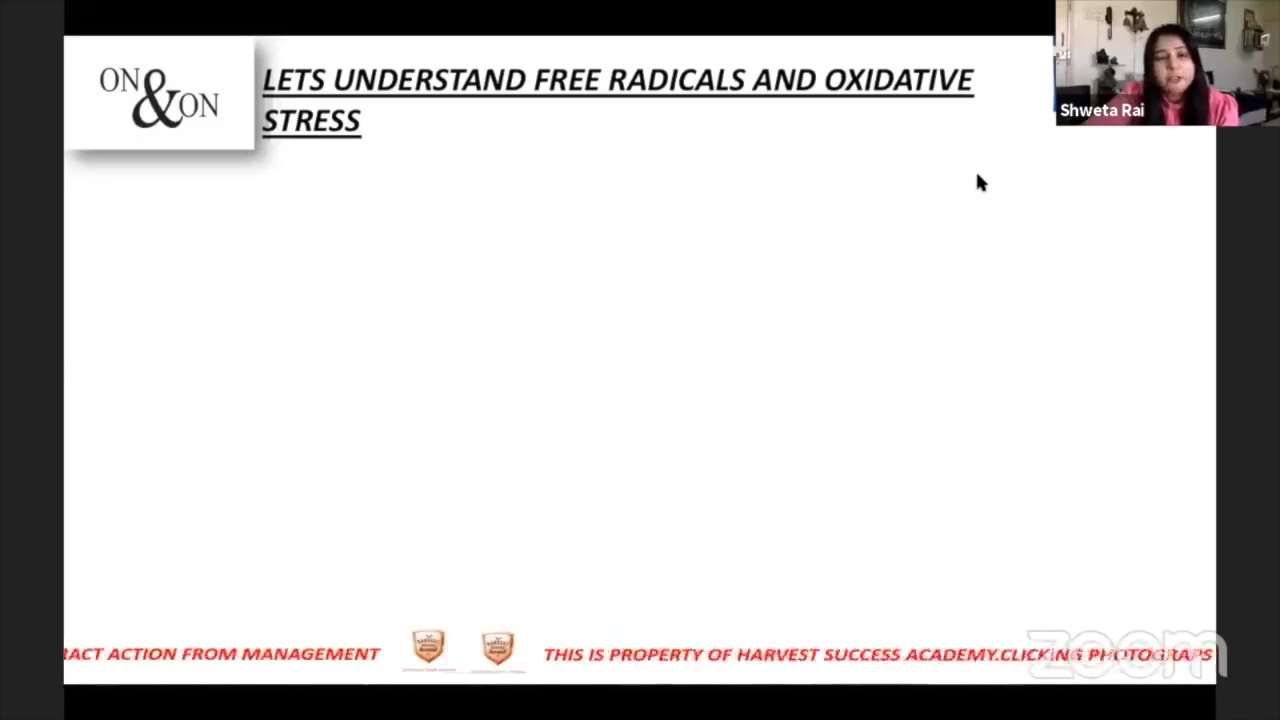 ON & ON
LETS UNDERSTAND FREE RADICALS AND OXIDATIVE
STRESS
Shweta Rai
RACT ACTION FROM MANAGEMENT
THIS IS PROPERTY OF HARVEST SUCCESS ACADEMY.CLICKING PHOTOGRAPS
zoom